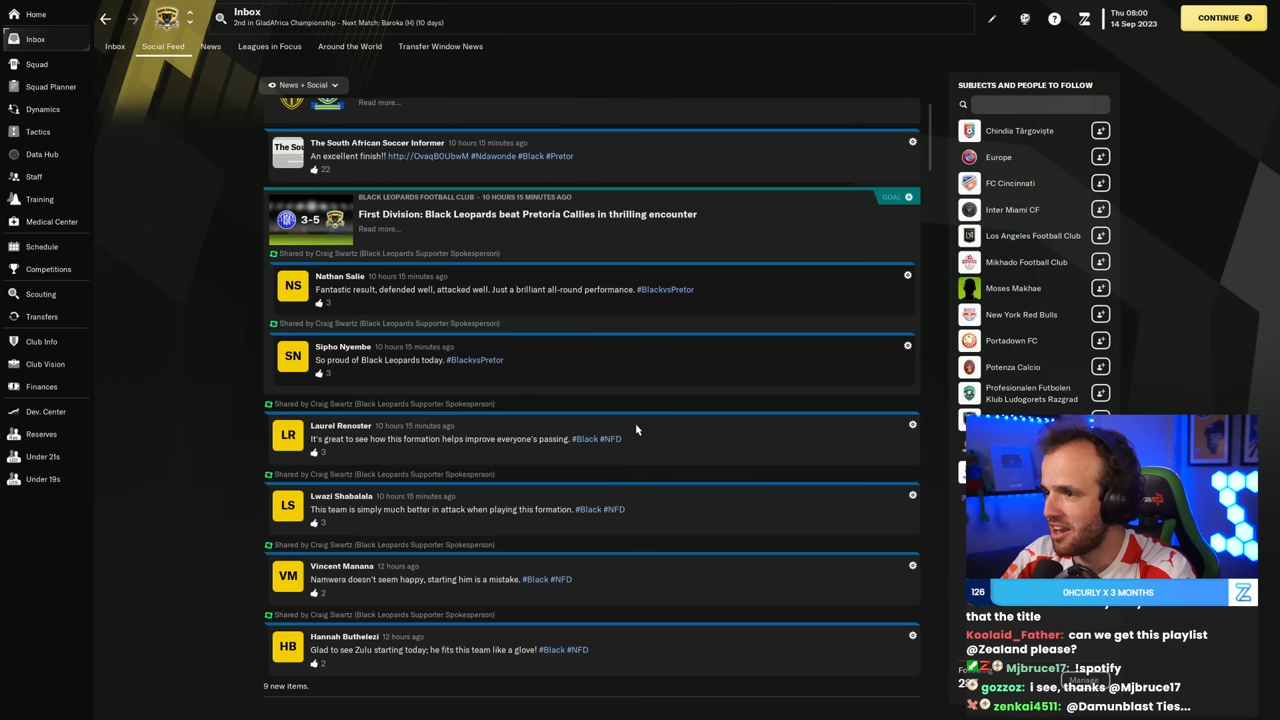 Home
Inbox
Squad
Squad Planner
Dynamics
Tactics
Data Hub
Staff
Training
Medical Center
Schedule
Competitions
Scouting
Transfers
Club Info
Club Vision
Finances
Dev. Center
Reserves
Under 21s
Under 19s
Inbox
2nd in GladAfrica Championship - Next Match: Baroka (H) (10 days)
Thu 08:00
14 Sep 2023
CONTINUE
Inbox
Social Feed
News
Leagues in Focus
Around the World
Transfer Window News
News + Social
Read more...
The South African Soccer Informer 10 hours 15 minutes ago
An excellent finish!! http://OvaqB0UbwM #Ndawonde #Black #Pretor
22
BLACK LEOPARDS FOOTBALL CLUB - 10 HOURS 15 MINUTES AGO
GOAL
3-5
First Division: Black Leopards beat Pretoria Callies in thrilling encounter
Read more...
Shared by Craig Swartz (Black Leopards Supporter Spokesperson)
NS
Nathan Salie 10 hours 15 minutes ago
Fantastic result, defended well, attacked well. Just a brilliant all-round performance. #BlackvsPretor
3
Shared by Craig Swartz (Black Leopards Supporter Spokesperson)
SN
Sipho Nyembe 10 hours 15 minutes ago
So proud of Black Leopards today. #BlackvsPretor
3
Shared by Craig Swartz (Black Leopards Supporter Spokesperson)
LR
Laurel Renoster 10 hours 15 minutes ago
It's great to see how this formation helps improve everyone's passing. #Black #NFD
3
Shared by Craig Swartz (Black Leopards Supporter Spokesperson)
LS
Lwazi Shabalala 10 hours 15 minutes ago
This team is simply much better in attack when playing this formation. #Black #NFD
3
Shared by Craig Swartz (Black Leopards Supporter Spokesperson)
VM
Vincent Manana 12 hours ago
Namwera doesn't seem happy, starting him is a mistake. #Black #NFD
2
Shared by Craig Swartz (Black Leopards Supporter Spokesperson)
HB
Hannah Buthelezi 12 hours ago
Glad to see Zulu starting today; he fits this team like a glove! #Black #NFD
2
9 new items.
SUBJECTS AND PEOPLE TO FOLLOW
Chindia Târgoviște
Europe
FC Cincinnati
Inter Miami CF
Los Angeles Football Club
Mikhado Football Club
Moses Makhae
New York Red Bulls
Portadown FC
Potenza Calcio
Profesionalen Futbolen
Klub Ludogorets Razgrad
126
OHCURLY X 3 MONTHS
that the title
Koolaid_Father: can we get this playlist
@Zealand please?
Mjbruce17: !spotify
Manage
gozzoz: i see, thanks @Mjbruce17
zenkai4511: @Damunblast Ties...